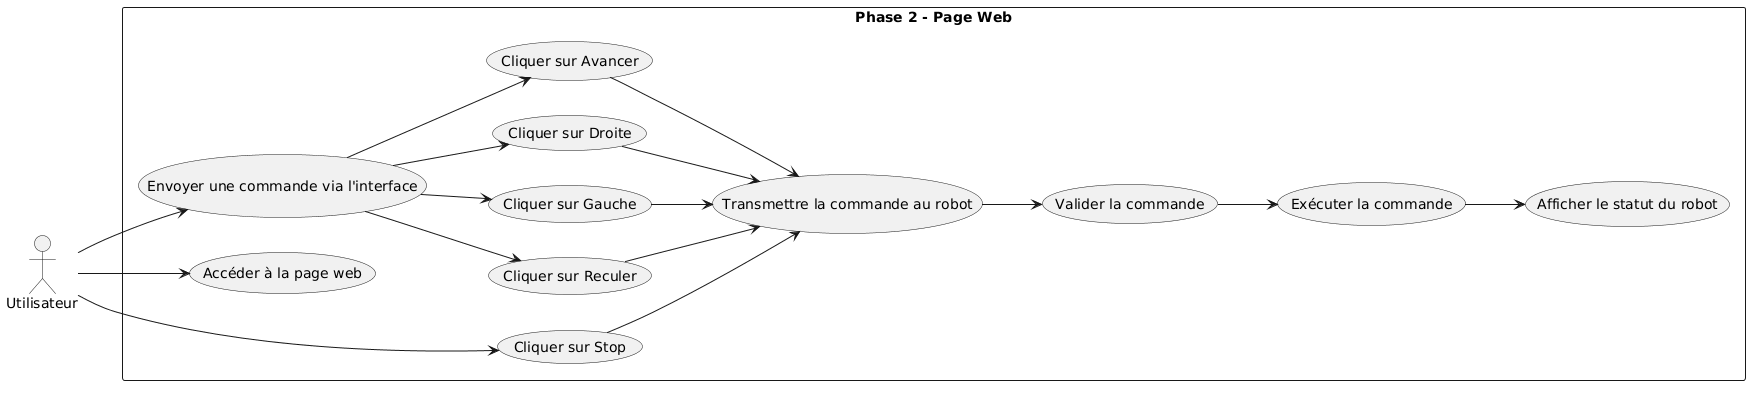 Phase 2 - Page Web
Cliquer sur Avancer
Cliquer sur Droite
Envoyer une commande via l'interface
Cliquer sur Gauche
Transmettre la commande au robot
Valider la commande
Exécuter la commande
Afficher le statut du robot
Accéder à la page web
Cliquer sur Reculer
Utilisateur
Cliquer sur Stop